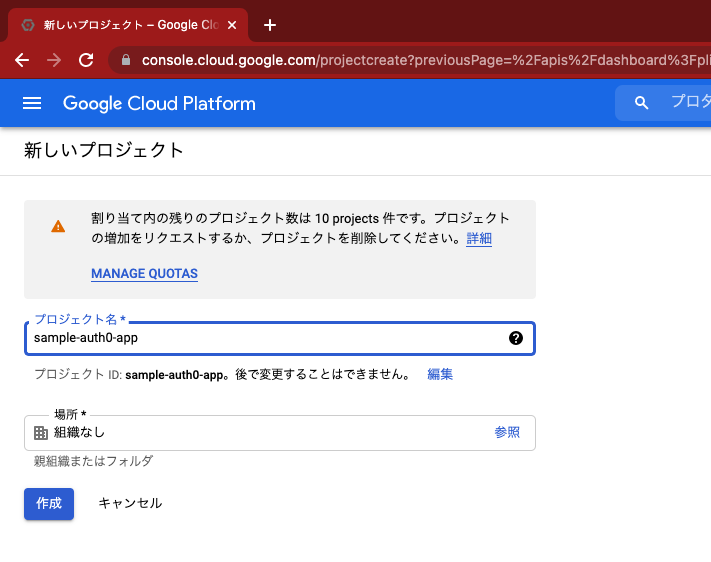 新しいプロジェクト – Google Clo
console.cloud.google.com/projectcreate?previousPage=%2Fapis%2Fdashboard%3Fpli
Google Cloud Platform
プロダ
新しいプロジェクト
割り当て内の残りのプロジェクト数は 10 projects 件です。プロジェクト
の増加をリクエストするか、プロジェクトを削除してください。詳細
MANAGE QUOTAS
プロジェクト名 *
sample-auth0-app
プロジェクト ID: sample-auth0-app。後で変更することはできません。 編集
場所 *
組織なし 参照
親組織またはフォルダ
作成 キャンセル